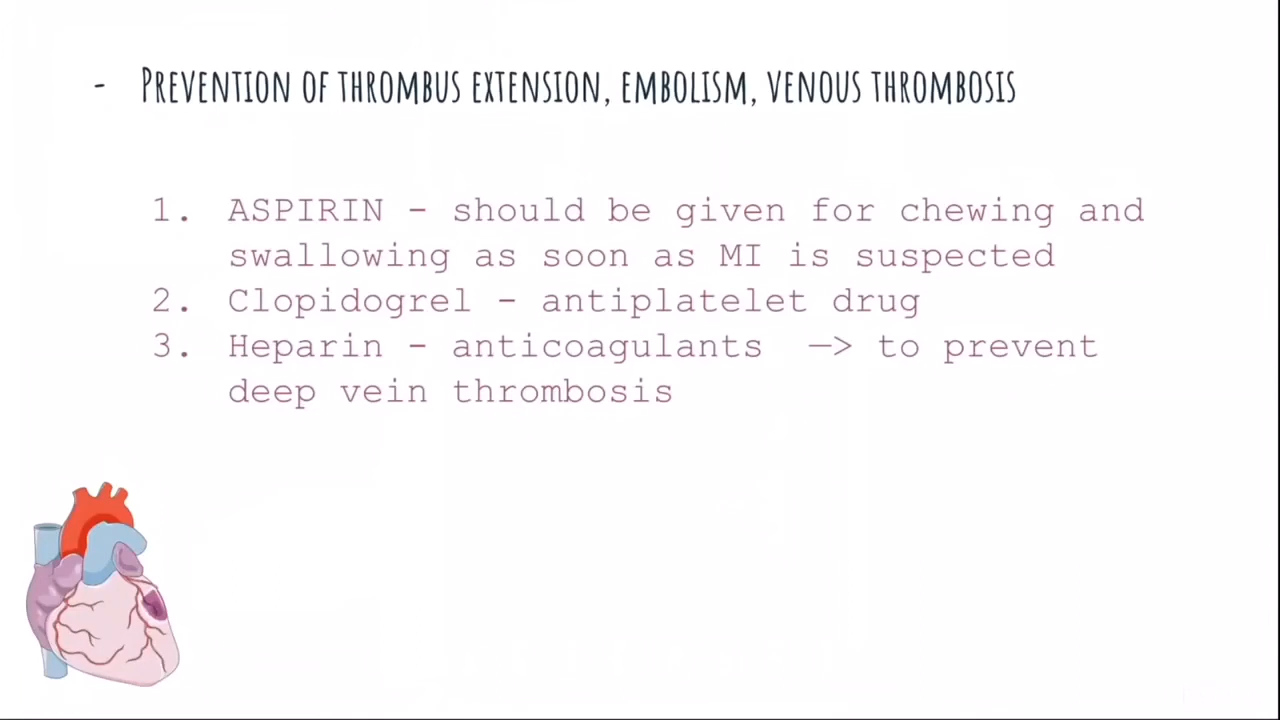 - PREVENTION OF THROMBUS EXTENSION, EMBOLISM, VENOUS THROMBOSIS
1. ASPIRIN - should be given for chewing and
swallowing as soon as MI is suspected
2. Clopidogrel - antiplatelet drug
3. Heparin - anticoagulants —> to prevent
deep vein thrombosis